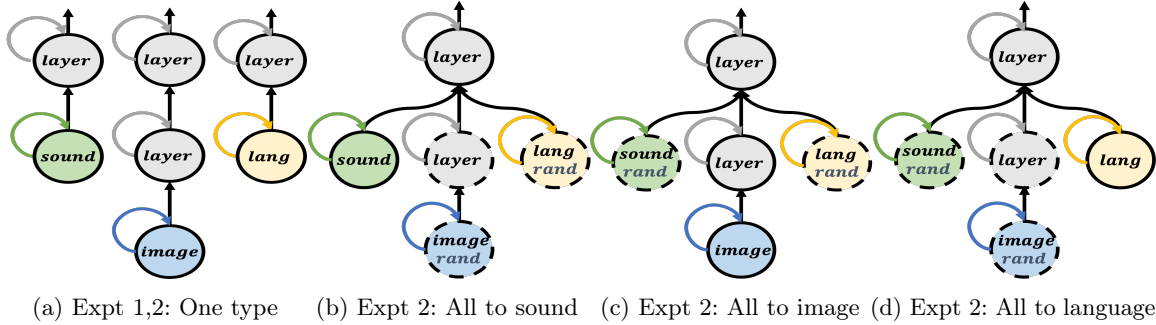 layer layer layer layer layer layer
sound layer lang sound layer lang rand sound rand layer lang rand sound rand layer lang
image image rand image image rand
(a) Expt 1,2: One type (b) Expt 2: All to sound (c) Expt 2: All to image (d) Expt 2: All to language